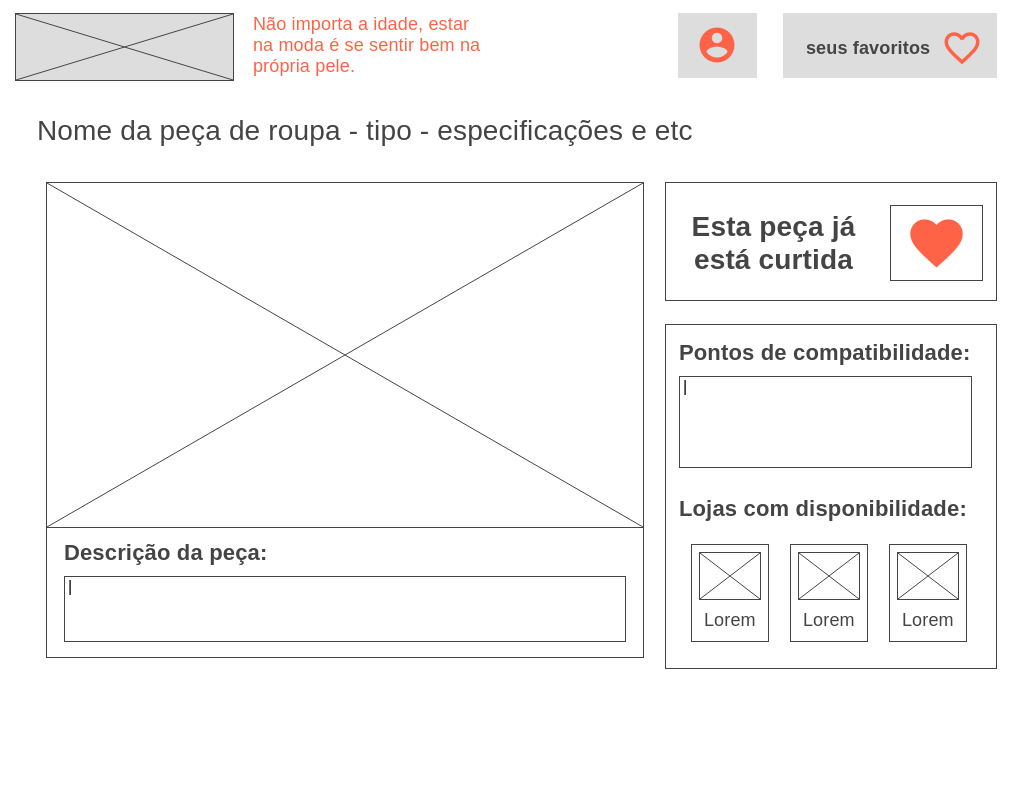 Não importa a idade, estar
na moda é se sentir bem na
própria pele.
seus favoritos
Nome da peça de roupa - tipo - especificações e etc
Esta peça já
está curtida
Pontos de compatibilidade:
Lojas com disponibilidade:
Lorem
Lorem
Lorem
Descrição da peça: